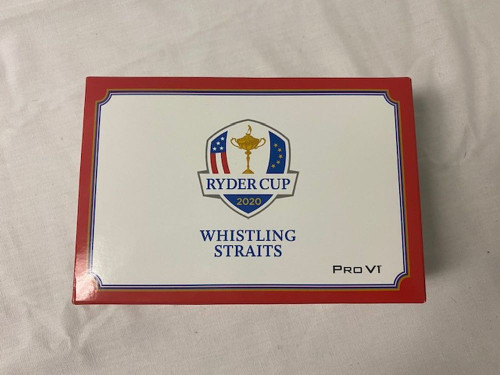 RYDER CUP
2020
WHISTLING
STRAITS
PRO V1